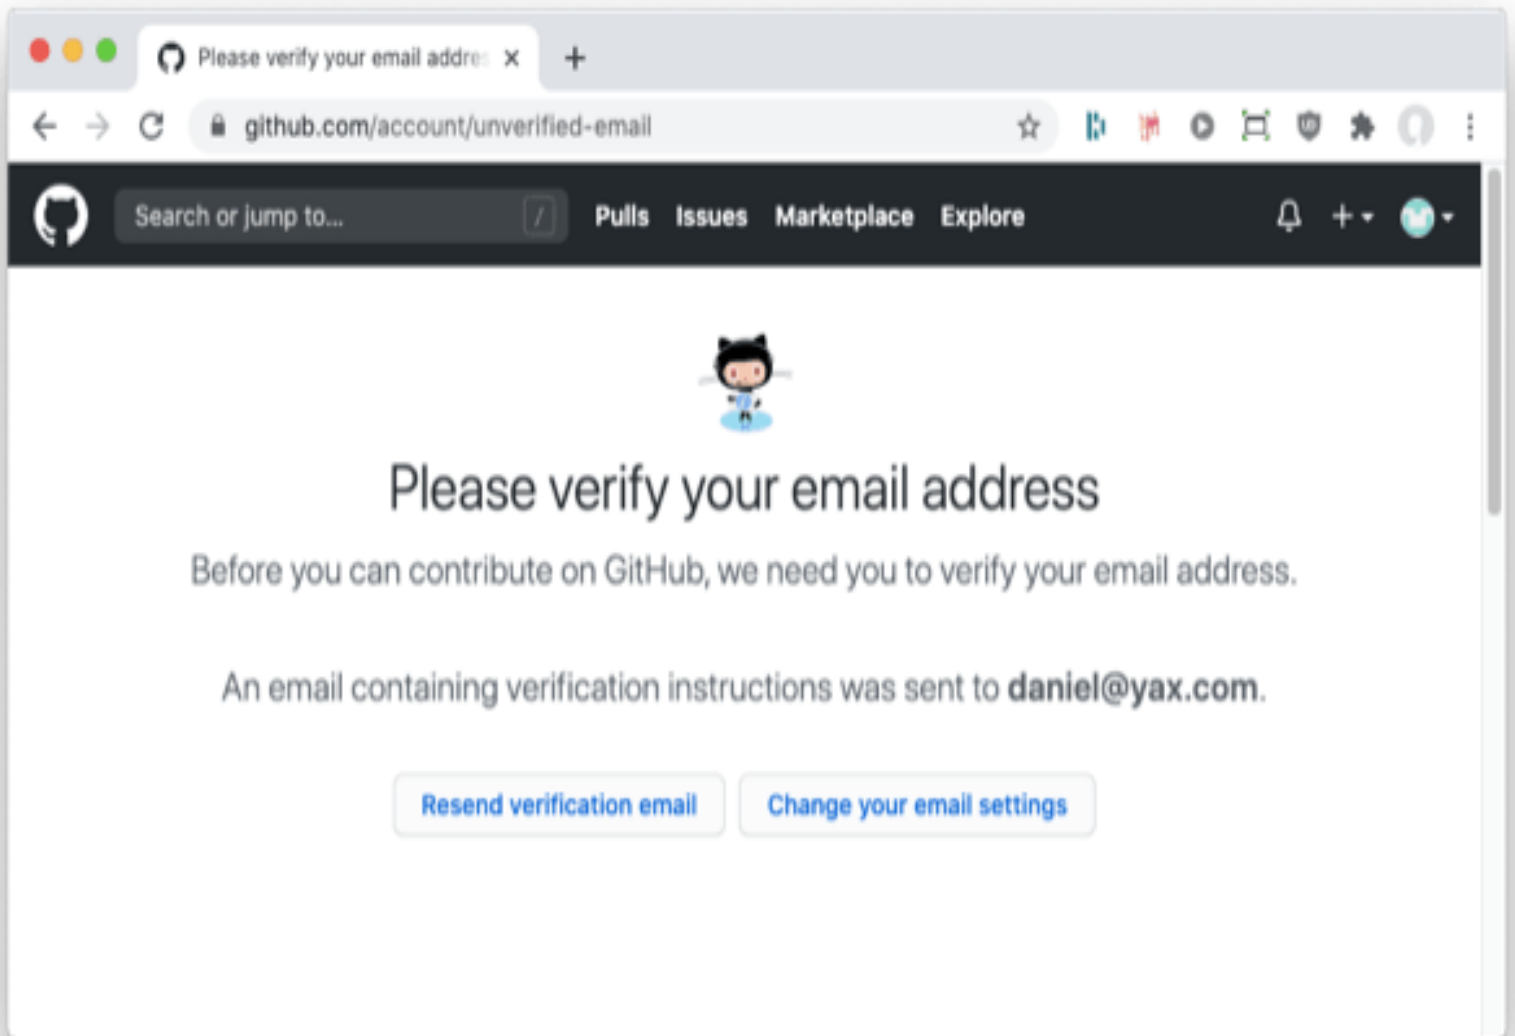 Please verify your email addre
github.com/account/unverified-email
Search or jump to... /
Pulls Issues Marketplace Explore
Please verify your email address
Before you can contribute on GitHub, we need you to verify your email address.
An email containing verification instructions was sent to daniel@yax.com.
Resend verification email Change your email settings